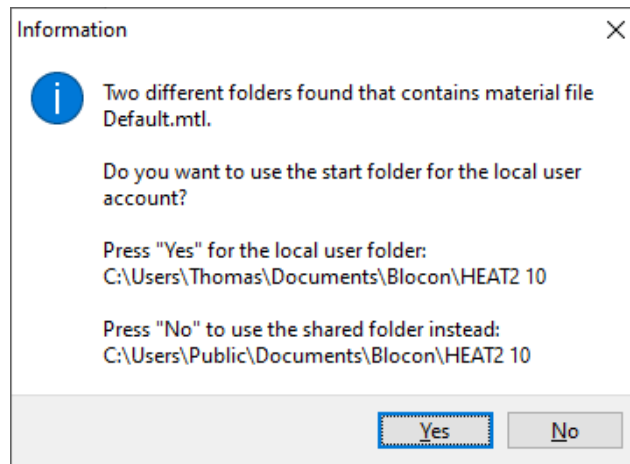 Information
Two different folders found that contains material file
Default.mtl.
Do you want to use the start folder for the local user
account?
Press "Yes" for the local user folder:
C:\Users\Thomas\Documents\Blocon\HEAT2 10
Press "No" to use the shared folder instead:
C:\Users\Public\Documents\Blocon\HEAT2 10
Yes
No